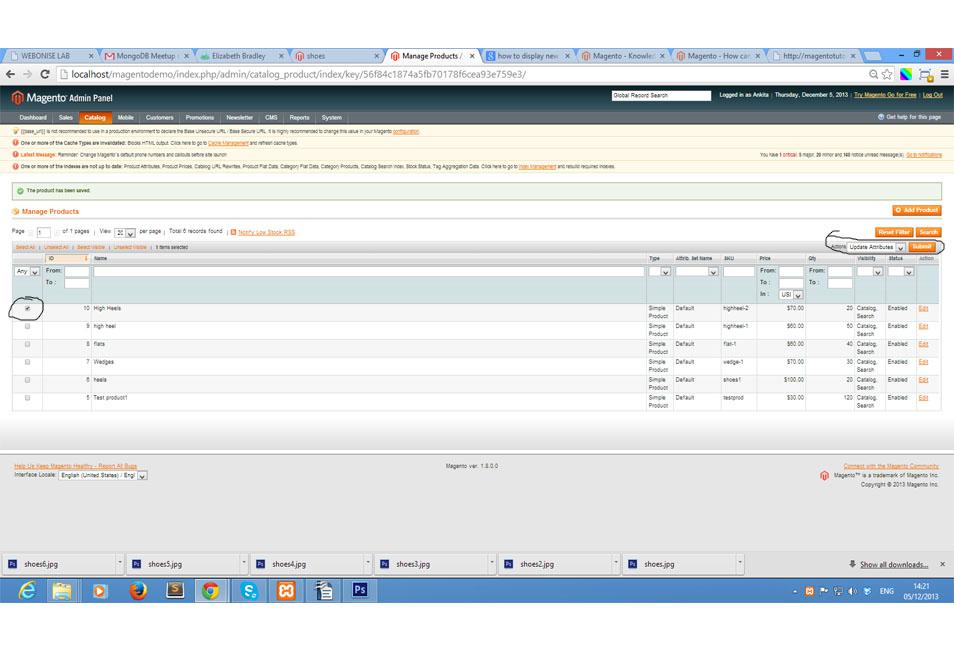 WEBONISE LAB
MongoDB Meetup
Elizabeth Bradley
shoes
Manage Products /
how to display new
Magento - Knowled
Magento - How can
http://magentotuto
localhost/magentodemo/index.php/admin/catalog_product/index/key/56f84c1874a5fb70178f6cea93e759e3/
Magento Admin Panel
Global Record Search
Logged in as Ankita | Thursday, December 5, 2013 | Try Magento Go for Free | Log Out
Dashboard Sales Catalog Mobile Customers Promotions Newsletter CMS Reports System
Get help for this page
{{base_url}} is not recommended to use in a production environment to declare the Base Unsecure URL / Base Secure URL. It is highly recommended to change this value in your Magento configuration.
One or more of the Cache Types are invalidated: Blocks HTML output. Click here to go to Cache Management and refresh cache types.
Latest Message: Reminder: Change Magento's default phone numbers and callouts before site launch
You have 1 critical, 5 major, 20 minor and 140 notice unread message(s). Go to notifications
One or more of the Indexes are not up to date: Product Attributes, Product Prices, Catalog URL Rewrites, Product Flat Data, Category Flat Data, Category Products, Catalog Search Index, Stock Status, Tag Aggregation Data. Click here to go to Index Management and rebuild required indexes.
The product has been saved.
Manage Products
Add Product
Page 1 of 1 pages | View 20 per page | Total 6 records found | Notify Low Stock RSS
Reset Filter Search
Select All | Unselect All | Select Visible | Unselect Visible | 1 items selected
Actions Update Attributes Submit
ID Name Type Attrib. Set Name SKU Price Qty Visibility Status Action
Any From: From: From:
To : To : To :
In : USI
10 High Heels Simple Product Default highheel-2 $70.00 20 Catalog, Search Enabled Edit
9 high heel Simple Product Default highheel-1 $60.00 50 Catalog, Search Enabled Edit
8 flats Simple Product Default flat-1 $60.00 40 Catalog, Search Enabled Edit
7 Wedges Simple Product Default wedge-1 $70.00 30 Catalog, Search Enabled Edit
6 heels Simple Product Default shoes1 $100.00 20 Catalog, Search Enabled Edit
5 Test product1 Simple Product Default testprod $30.00 120 Catalog, Search Enabled Edit
Help Us Keep Magento Healthy - Report All Bugs
Interface Locale: English (United States) / Engl
Magento ver. 1.8.0.0
Connect with the Magento Community
Magento™ is a trademark of Magento Inc.
Copyright © 2013 Magento Inc.
shoes6.jpg
shoes5.jpg
shoes4.jpg
shoes3.jpg
shoes2.jpg
shoes.jpg
Show all downloads...
ENG
14:21
05/12/2013